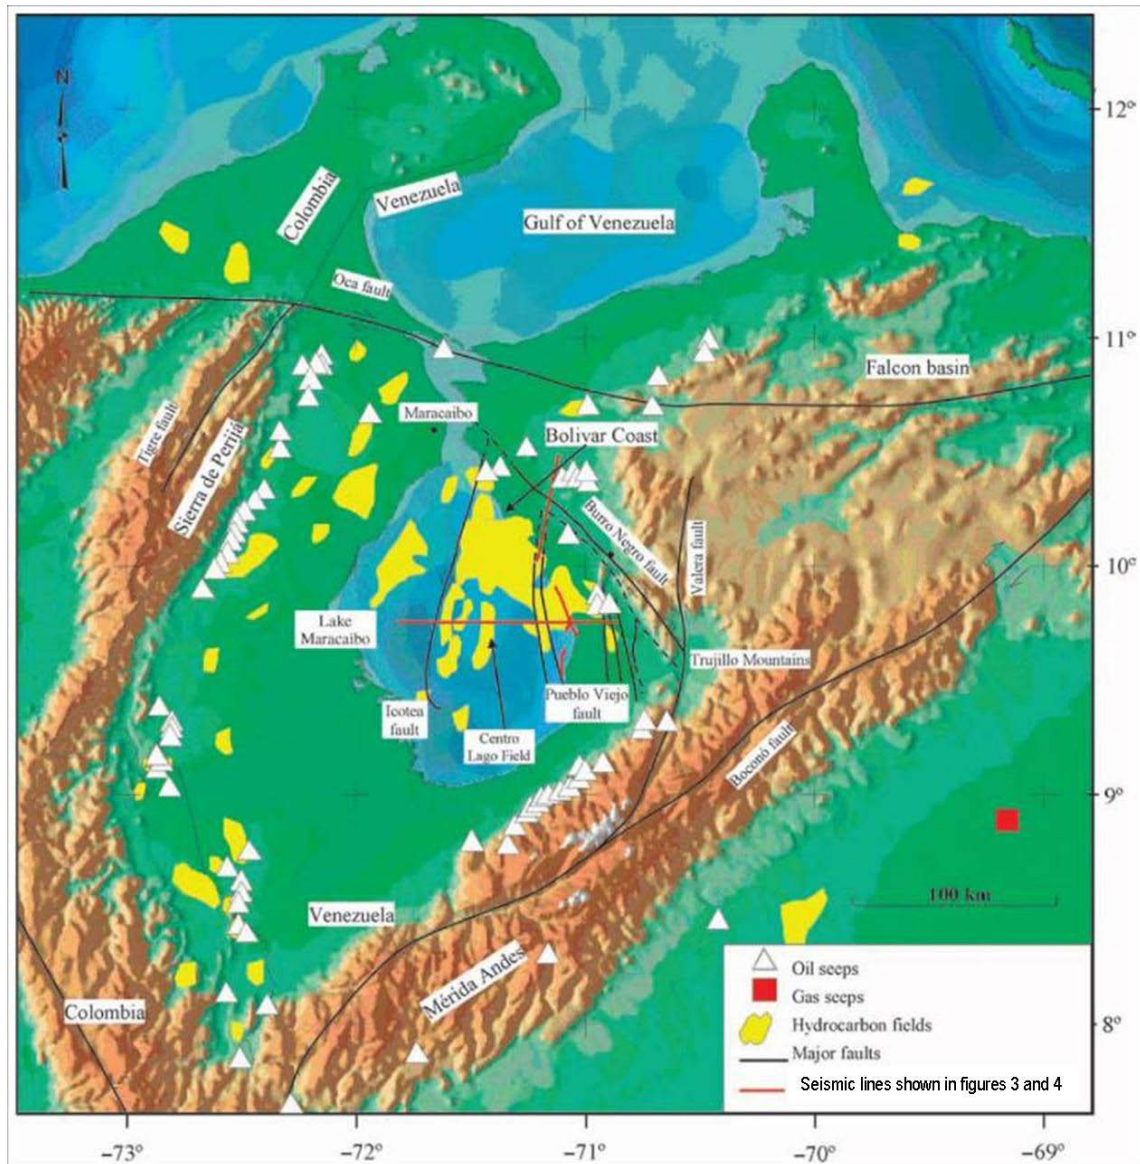 N
12°
Colombia
Venezuela
Gulf of Venezuela
Oca fault
11°
Falcon basin
Maracaibo
Bolivar Coast
Tigre fault
Sierra de Perijá
Burro Negro fault
Valera fault
10°
Lake
Maracaibo
Trujillo Mountains
Icotea
fault
Pueblo Viejo
fault
Centro
Lago Field
Boconó fault
9°
100 km
Venezuela
Mérida Andes
Colombia
8°
Oil seeps
Gas seeps
Hydrocarbon fields
Major faults
Seismic lines shown in figures 3 and 4
-73°
-72°
-71°
-70°
-69°